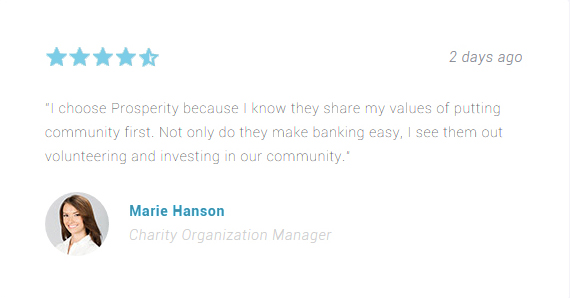 2 days ago
"I choose Prosperity because I know they share my values of putting
community first. Not only do they make banking easy, I see them out
volunteering and investing in our community."
Marie Hanson
Charity Organization Manager